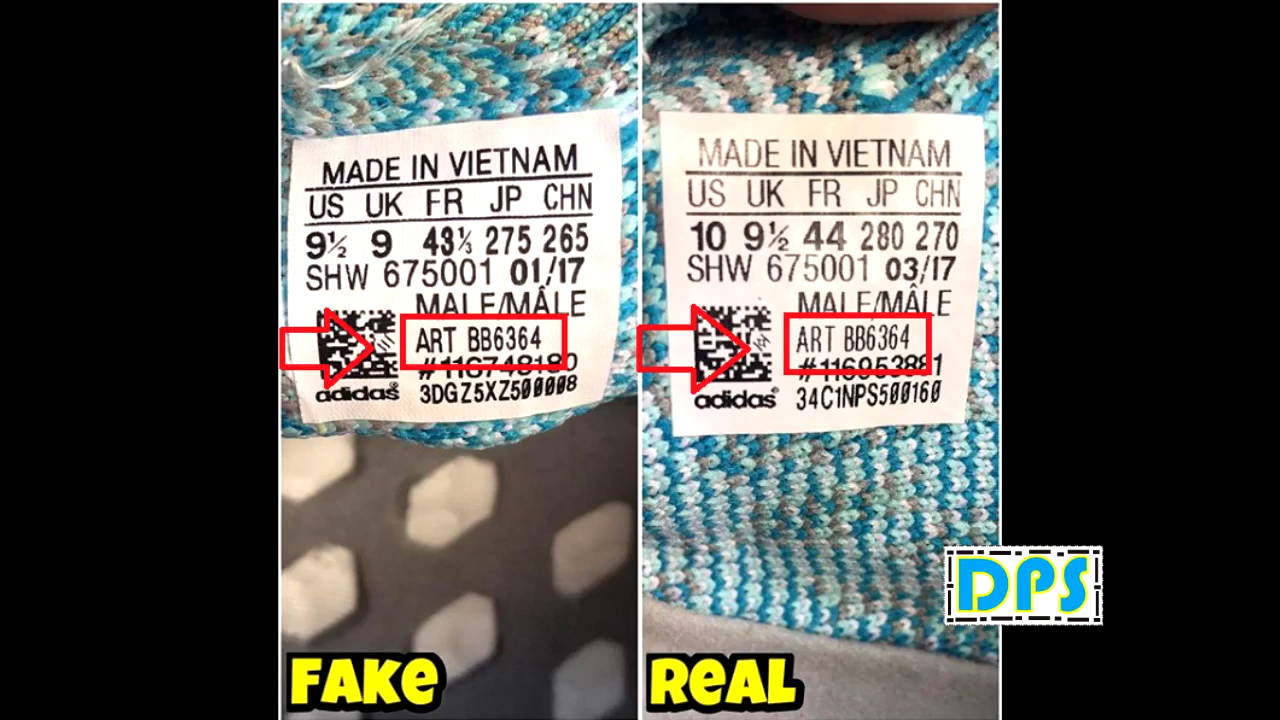 MADE IN VIETNAM
US UK FR JP CHN
9½ 9 43⅓ 275 265
SHW 675001 01/17
MALE/MÂLE
ART BB6364
#116748180
adidas®
3DGZ5XZ500008
FAKE
MADE IN VIETNAM
US UK FR JP CHN
10 9½ 44 280 270
SHW 675001 03/17
MALE/MÂLE
ART BB6364
#116953881
adidas®
34C1NPS500160
REAL
DPS